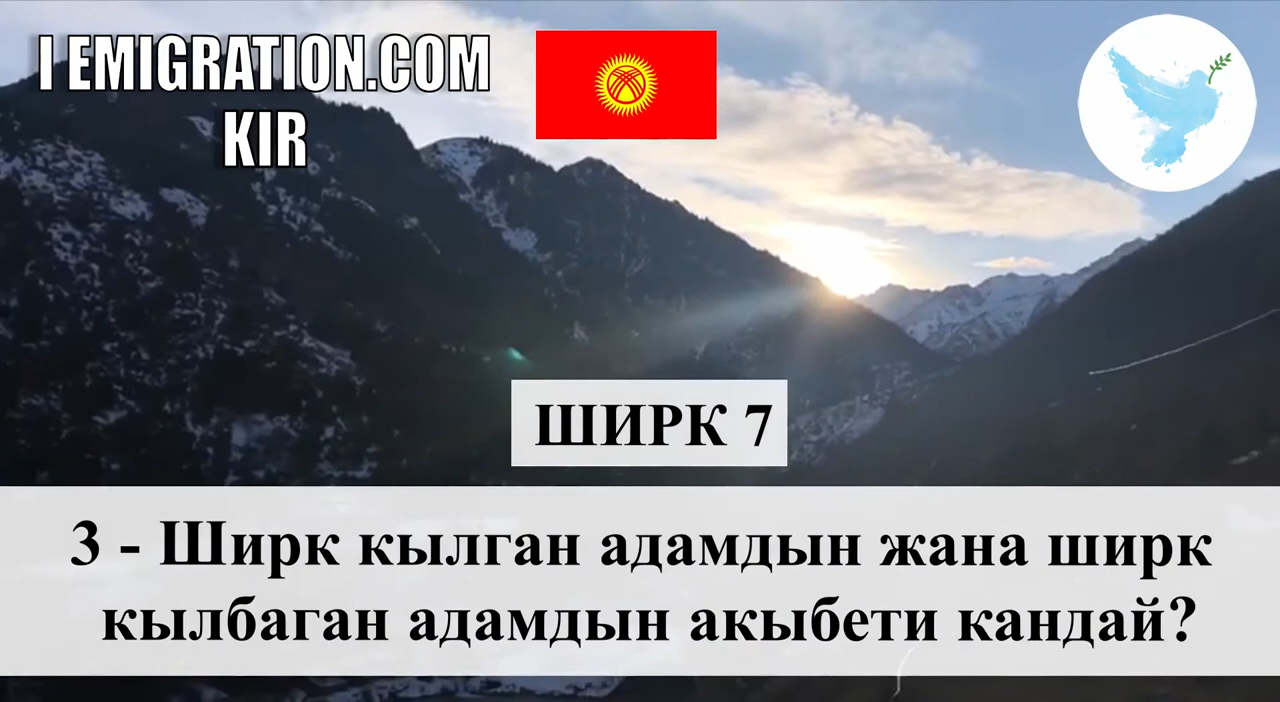 I EMIGRATION.COM
KIR
ШИРК 7
3 - Ширк кылган адамдын жана ширк
кылбаган адамдын акыбети кандай?